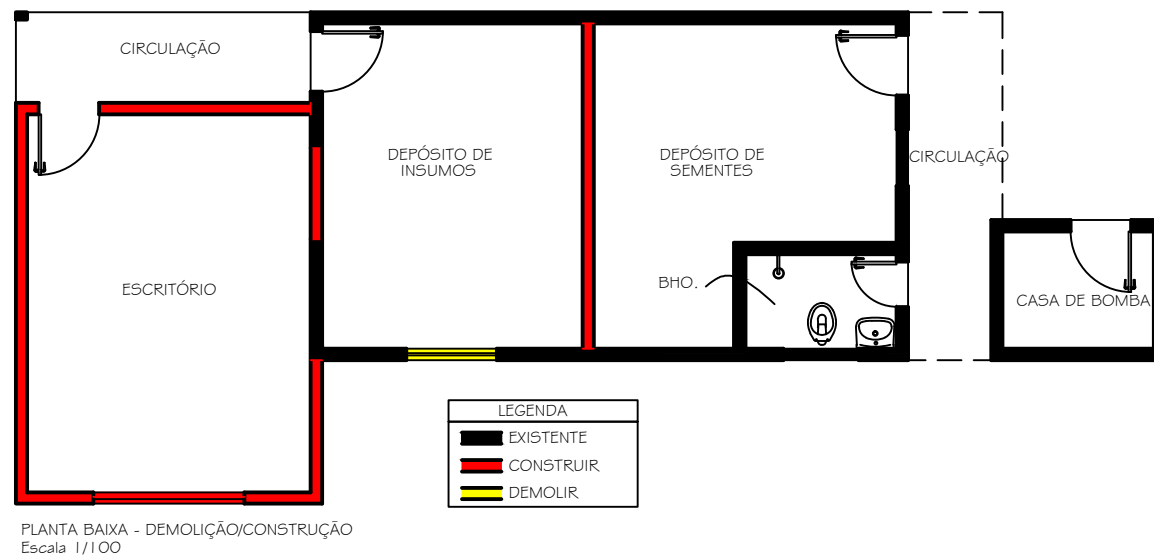 CIRCULAÇÃO
DEPÓSITO DE
INSUMOS
DEPÓSITO DE
SEMENTES
CIRCULAÇÃO
ESCRITÓRIO
BHO.
CASA DE BOMBA
LEGENDA
EXISTENTE
CONSTRUIR
DEMOLIR
PLANTA BAIXA - DEMOLIÇÃO/CONSTRUÇÃO
Escala 1/100